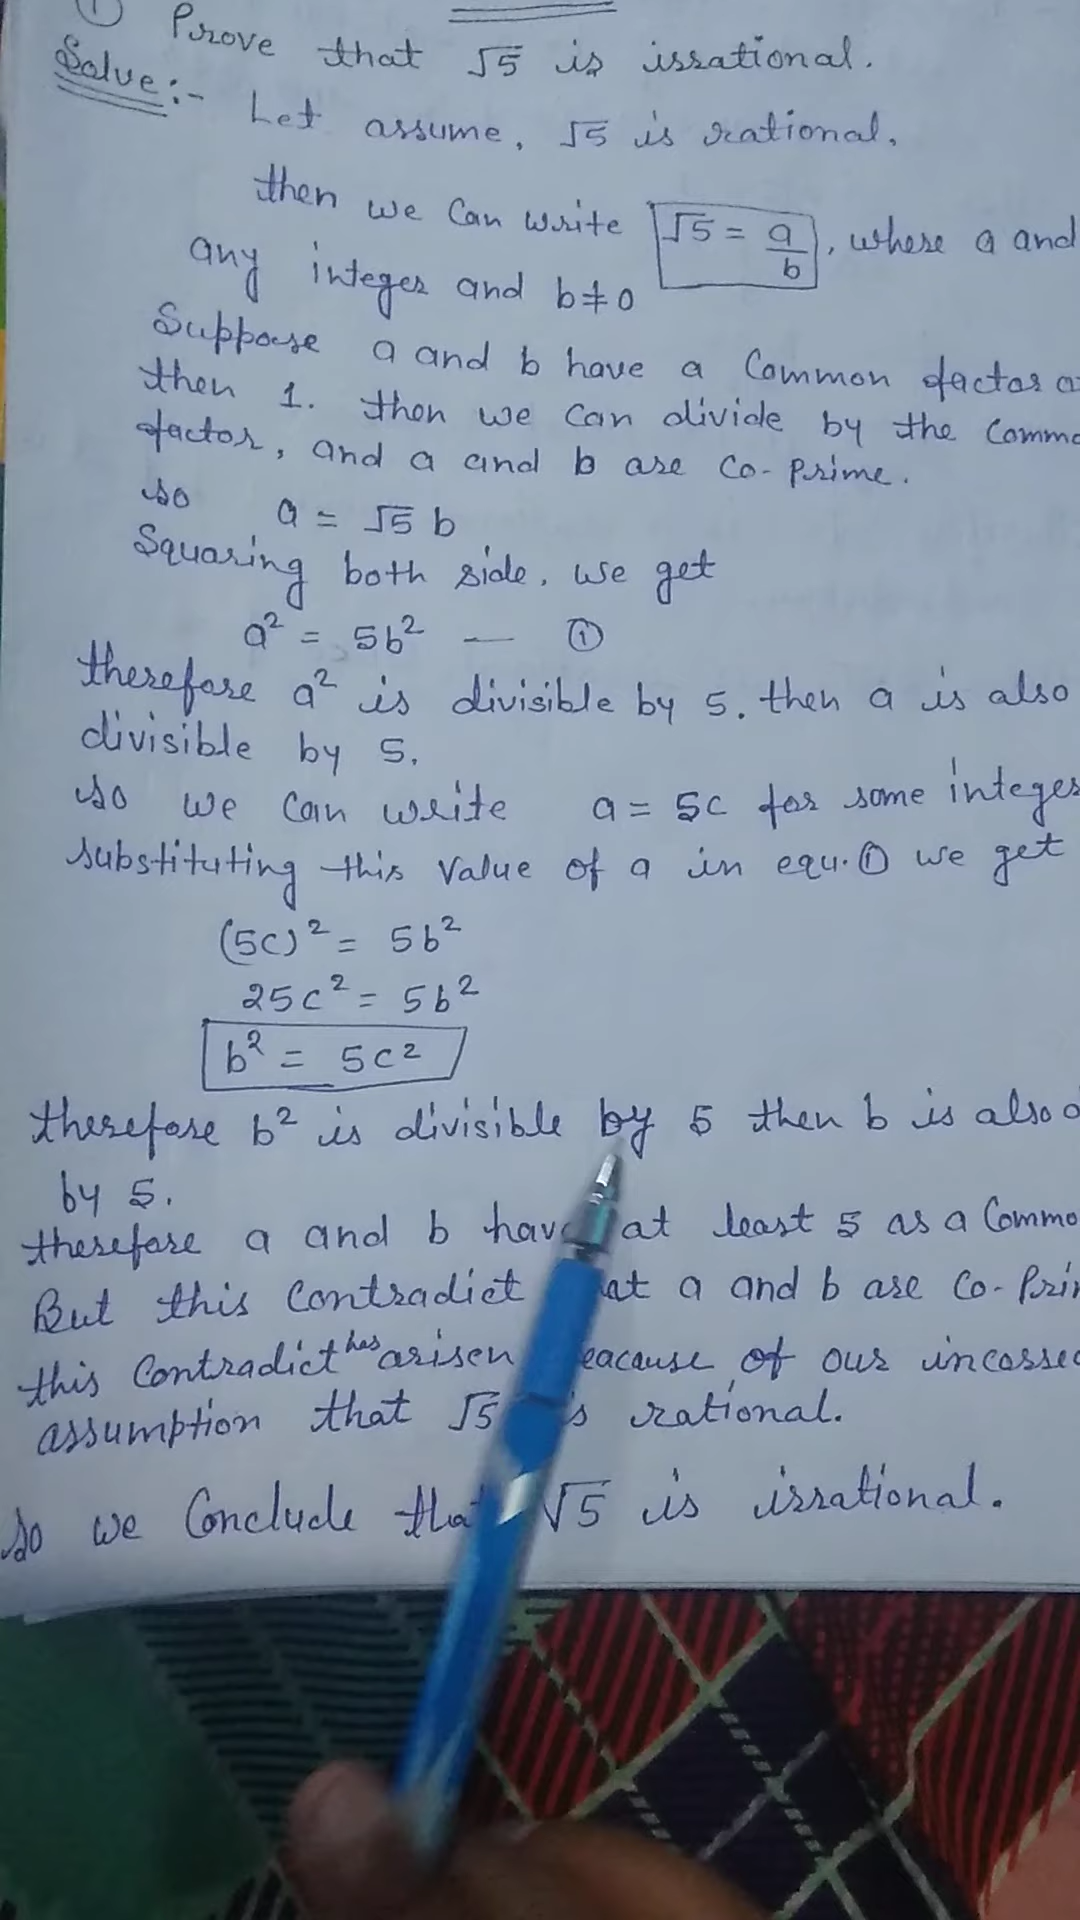 ① Prove that √5 is irrational.
Solve:- Let assume, √5 is rational,
then we can write √5 = a/b, where a and
any integer and b≠0
Suppose a and b have a Common factor
then 1. then we can divide by the Commo
factor, and a and b are Co-prime.
so a = √5 b
Squaring both side, we get
a² = 5b² — ①
therefore a² is divisible by 5. then a is also
divisible by 5.
so we can write a = 5c for some integer
substituting this value of a in equ.① we get
(5c)² = 5b²
25c² = 5b²
b² = 5c²
therefore b² is divisible by 5 then b is also
by 5.
therefore a and b have at least 5 as a Commo
But this Contradict at a and b are Co-Prim
this Contradict has arisen eacause of our incorrec
assumption that √5 is rational.
so we Conclude that √5 is irrational.